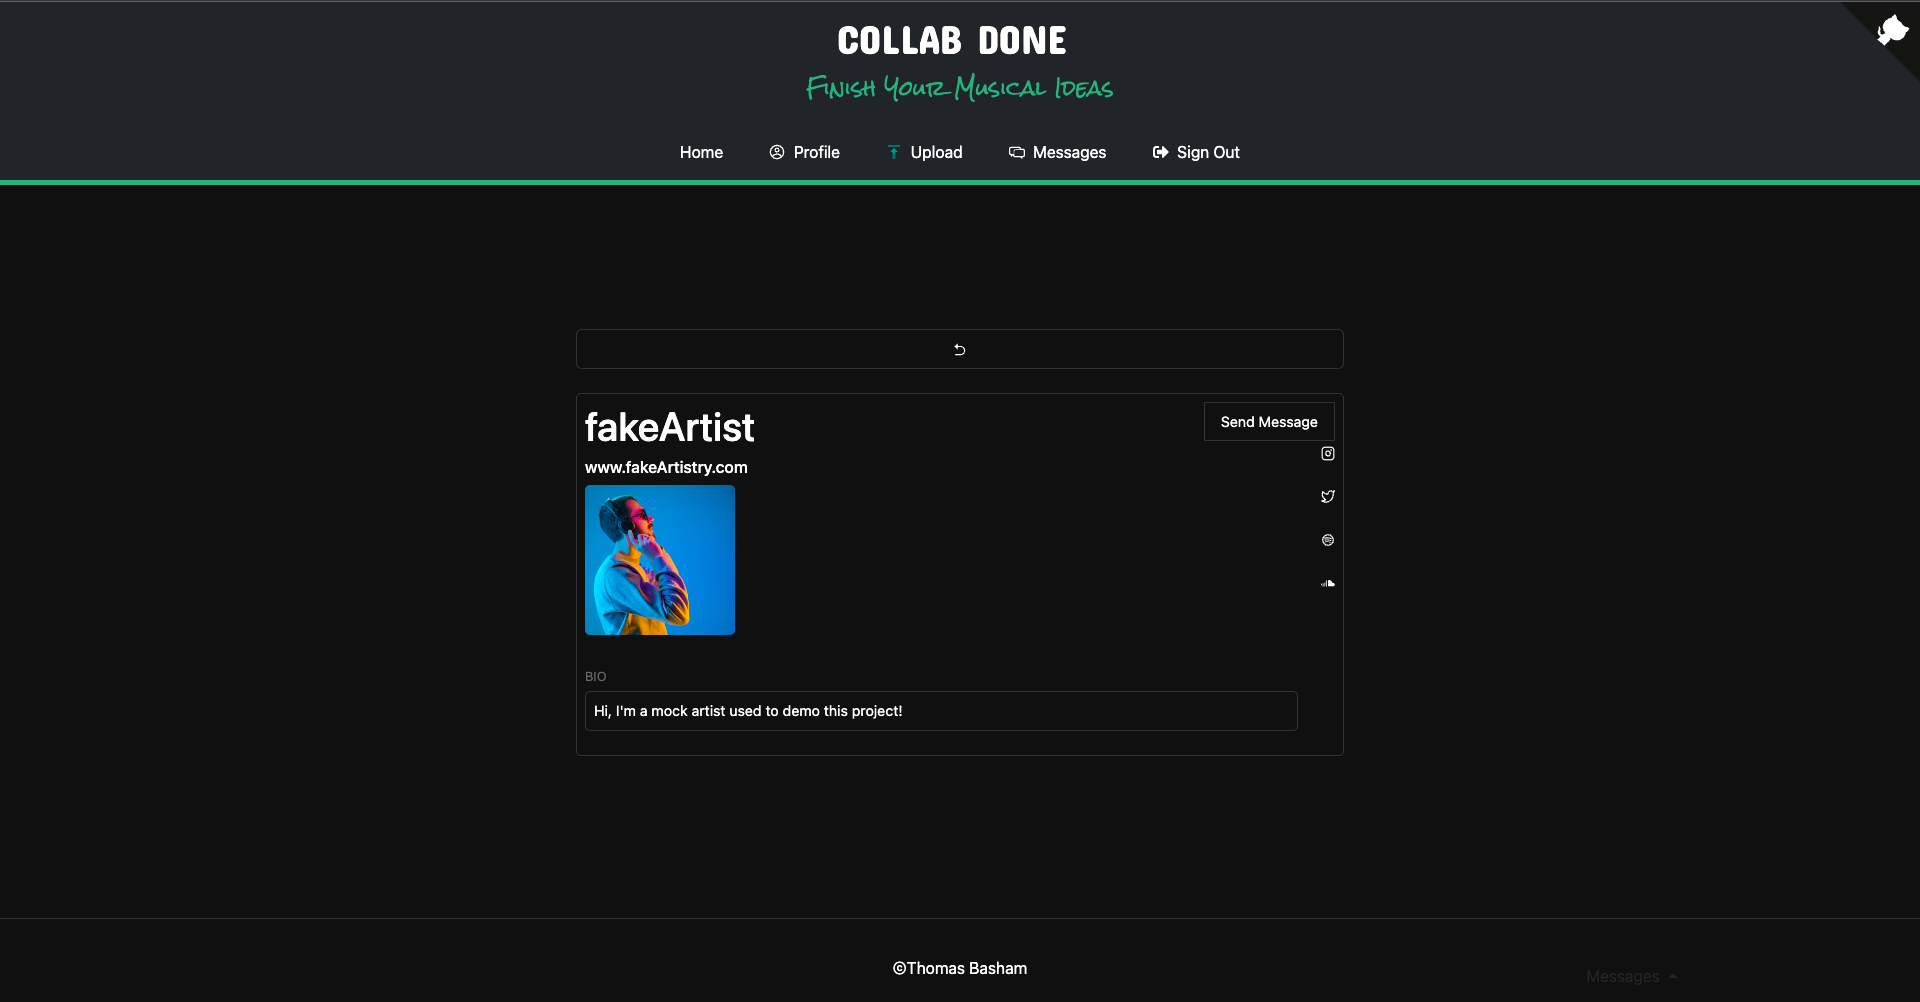 COLLAB DONE
Finish Your Musical Ideas
Home Profile Upload Messages Sign Out
fakeArtist
Send Message
www.fakeArtistry.com
BIO
Hi, I'm a mock artist used to demo this project!
©Thomas Basham
Messages